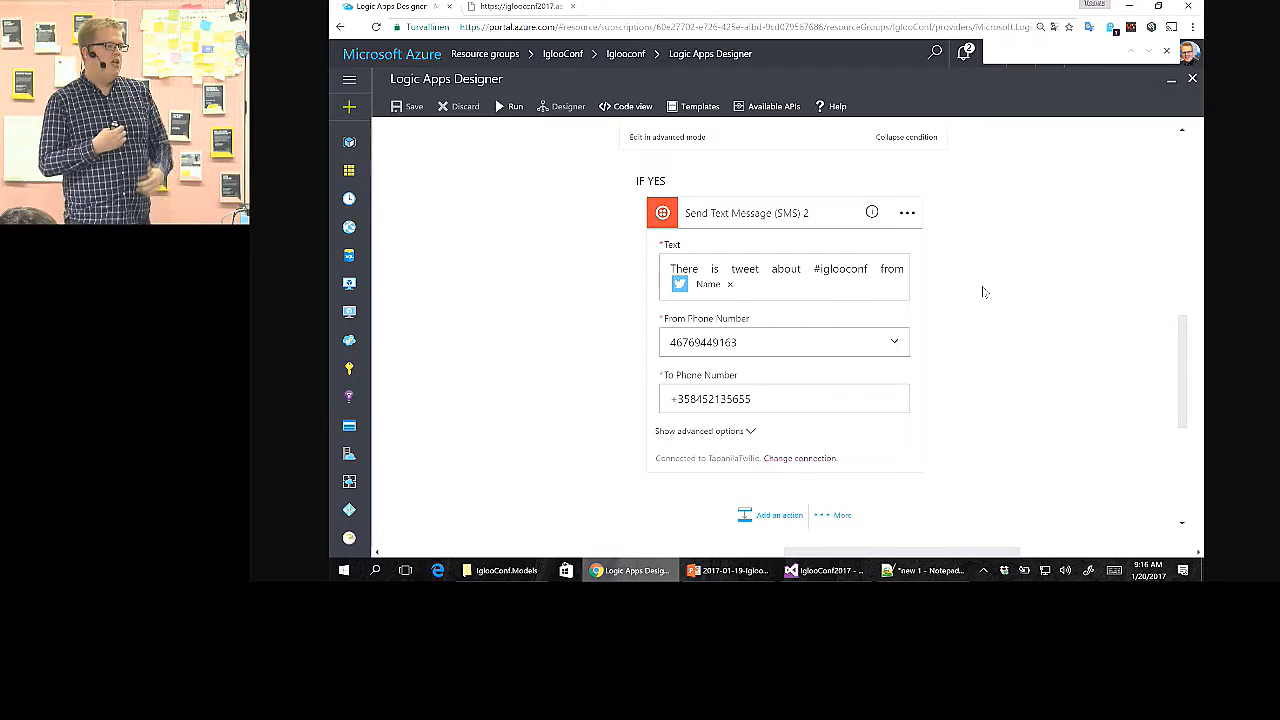 Logic Apps Designer
https://iglooconf2017.az
Turvallinen
Microsoft Azure
Resource groups
IglooConf
Logic Apps Designer
2
Logic Apps Designer
Save
Discard
Run
Designer
Code view
Templates
Available APIs
Help
Edit in advanced mode
Collapse condition
IF YES
Send Text Message (SMS) 2
*Text
There is tweet about #iglooconf from
Name ×
*From Phone Number
46769449163
*To Phone Number
+358452135655
Show advanced options
Connected to TapanilaTwilio. Change connection.
Add an action
More
IglooConf.Models
Logic Apps Desig...
2017-01-19-Igloo...
IglooConf2017 - ...
*new 1 - Notepad...
9:16 AM
1/20/2017